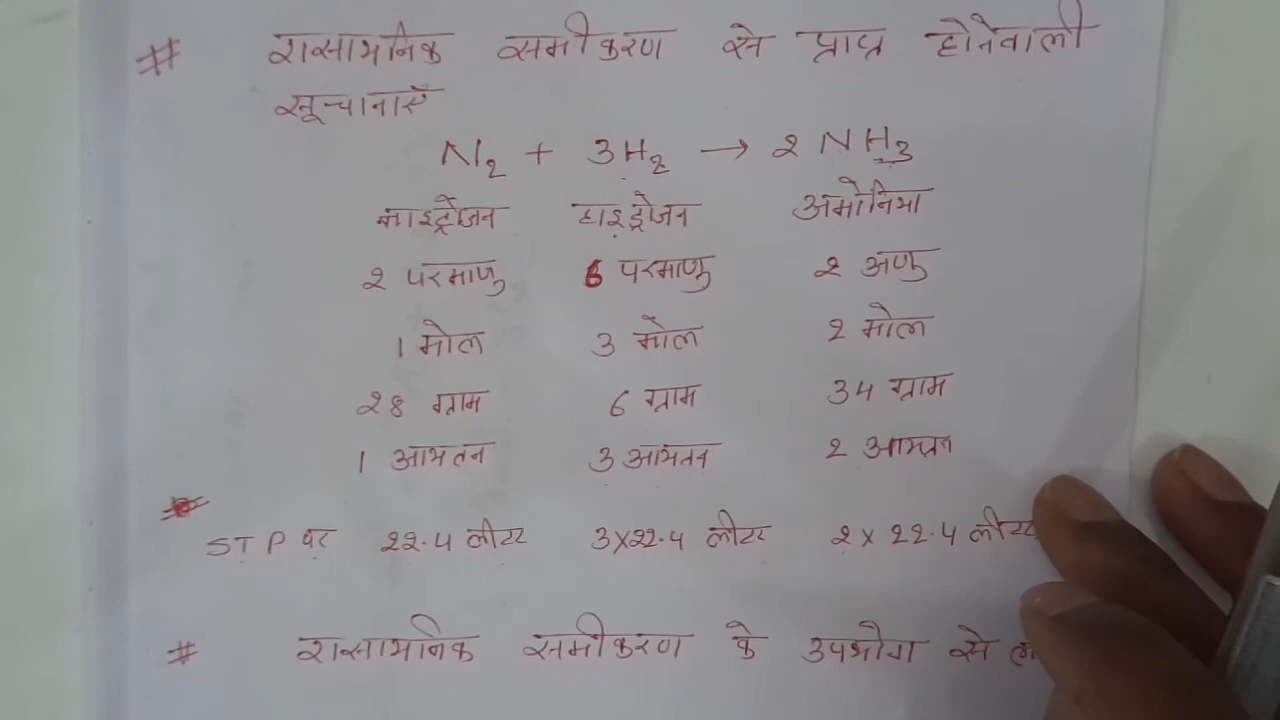 # रासायनिक समीकरण से प्राप्त होनेवाली
सूचानाएँ
N₂ + 3H₂ → 2 NH₃
नाइट्रोजन हाइड्रोजन अमोनिया
2 परमाणु 6 परमाणु 2 अणु
1 मोल 3 मोल 2 मोल
28 ग्राम 6 ग्राम 34 ग्राम
1 आयतन 3 आयतन 2 आयतन
STP पर 22.4 लीटर 3x22.4 लीटर 2 x 22.4 लीटर
# रासायनिक समीकरण के उपयोग से